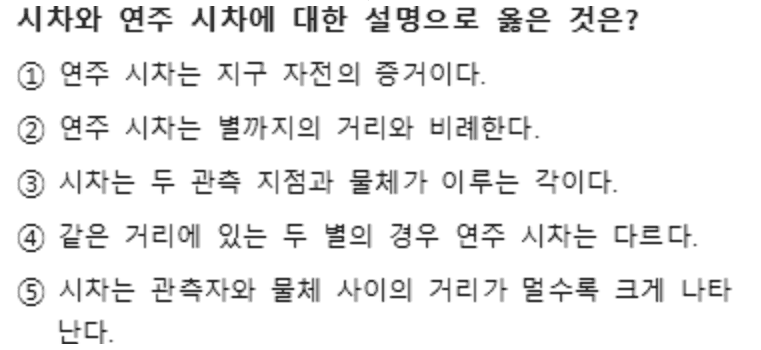 시차와 연주 시차에 대한 설명으로 옳은 것은?
① 연주 시차는 지구 자전의 증거이다.
② 연주 시차는 별까지의 거리와 비례한다.
③ 시차는 두 관측 지점과 물체가 이루는 각이다.
④ 같은 거리에 있는 두 별의 경우 연주 시차는 다르다.
⑤ 시차는 관측자와 물체 사이의 거리가 멀수록 크게 나타
난다.